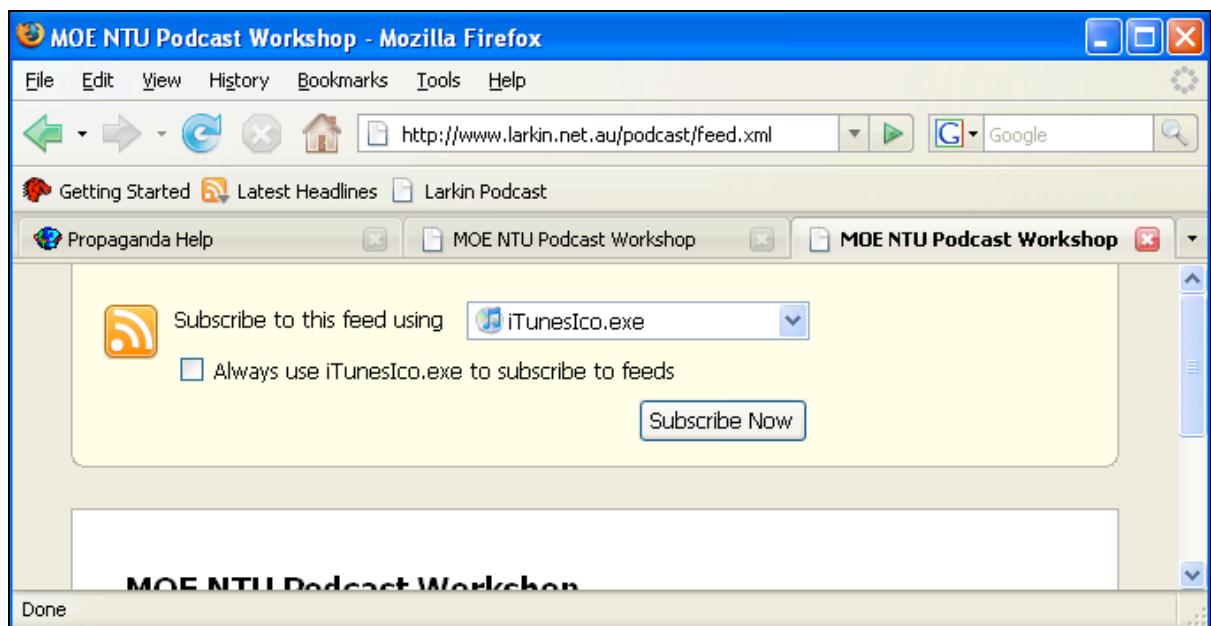 MOE NTU Podcast Workshop - Mozilla Firefox
File Edit View History Bookmarks Tools Help
http://www.larkin.net.au/podcast/feed.xml G Google
Getting Started Latest Headlines Larkin Podcast
Propaganda Help MOE NTU Podcast Workshop MOE NTU Podcast Workshop
Subscribe to this feed using iTunesIco.exe
Always use iTunesIco.exe to subscribe to feeds
Subscribe Now
MOE NTU Podcast Workshop
Done